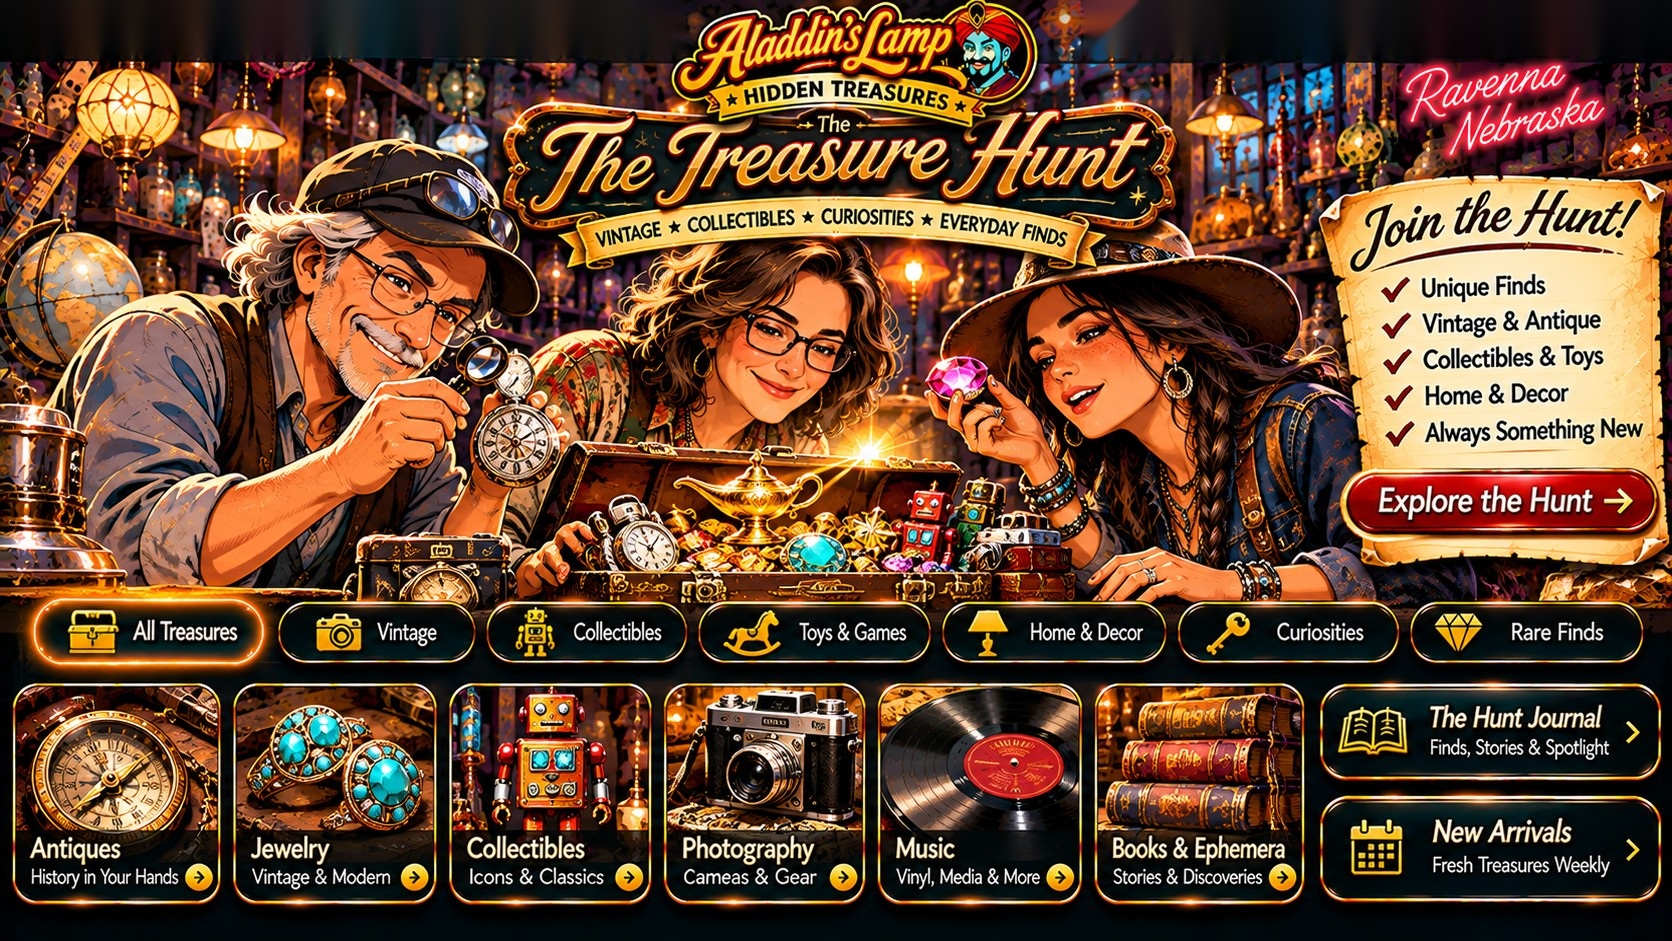 Aladdin's Lamp
★ HIDDEN TREASURES ★
The
The Treasure Hunt
VINTAGE ★ COLLECTIBLES ★ CURIOSITIES ★ EVERYDAY FINDS
Ravenna
Nebraska
Join the Hunt!
Unique Finds
Vintage & Antique
Collectibles & Toys
Home & Decor
Always Something New
Explore the Hunt
All Treasures
Vintage
Collectibles
Toys & Games
Home & Decor
Curiosities
Rare Finds
Antiques
History in Your Hands
Jewelry
Vintage & Modern
Collectibles
Icons & Classics
Photography
Cameas & Gear
Music
Vinyl, Media & More
Books & Ephemera
Stories & Discoveries
The Hunt Journal
Finds, Stories & Spotlight
New Arrivals
Fresh Treasures Weekly